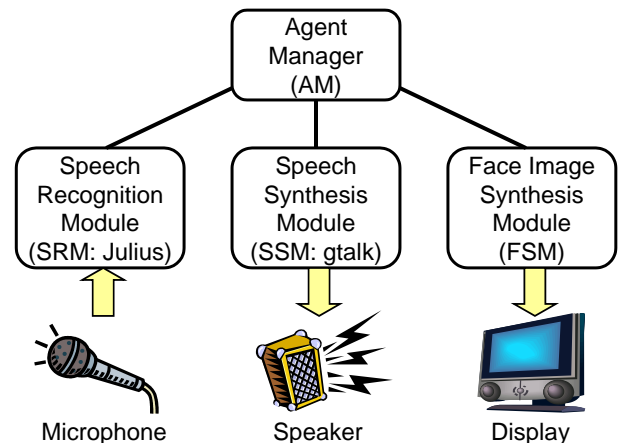 Agent
Manager
(AM)
Speech
Recognition
Module
(SRM: Julius)
Speech
Synthesis
Module
(SSM: gtalk)
Face Image
Synthesis
Module
(FSM)
Microphone
Speaker
Display